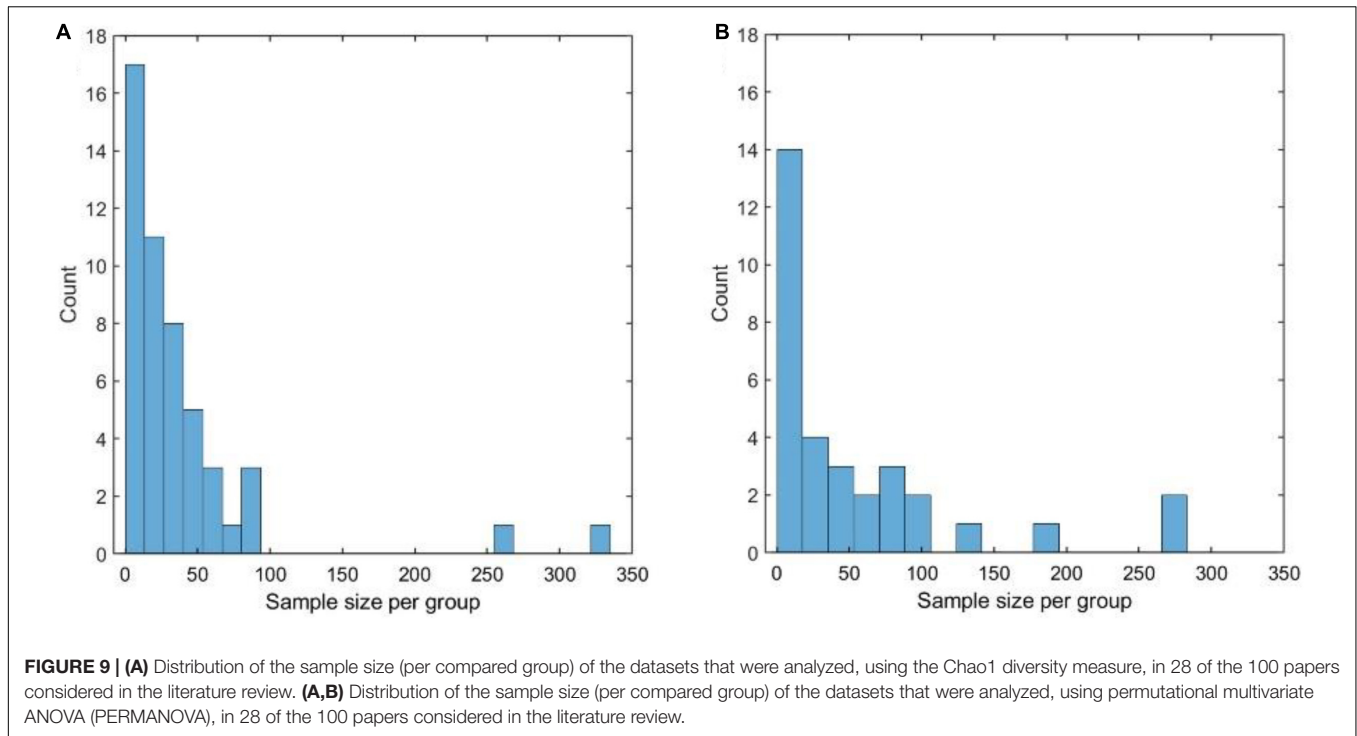 A
18
16
14
12
10
8
6
4
2
0
Count
0 50 100 150 200 250 300 350
Sample size per group
B
18
16
14
12
10
8
6
4
2
0
Count
0 50 100 150 200 250 300 350
Sample size per group
FIGURE 9 | (A) Distribution of the sample size (per compared group) of the datasets that were analyzed, using the Chao1 diversity measure, in 28 of the 100 papers
considered in the literature review. (A,B) Distribution of the sample size (per compared group) of the datasets that were analyzed, using permutational multivariate
ANOVA (PERMANOVA), in 28 of the 100 papers considered in the literature review.